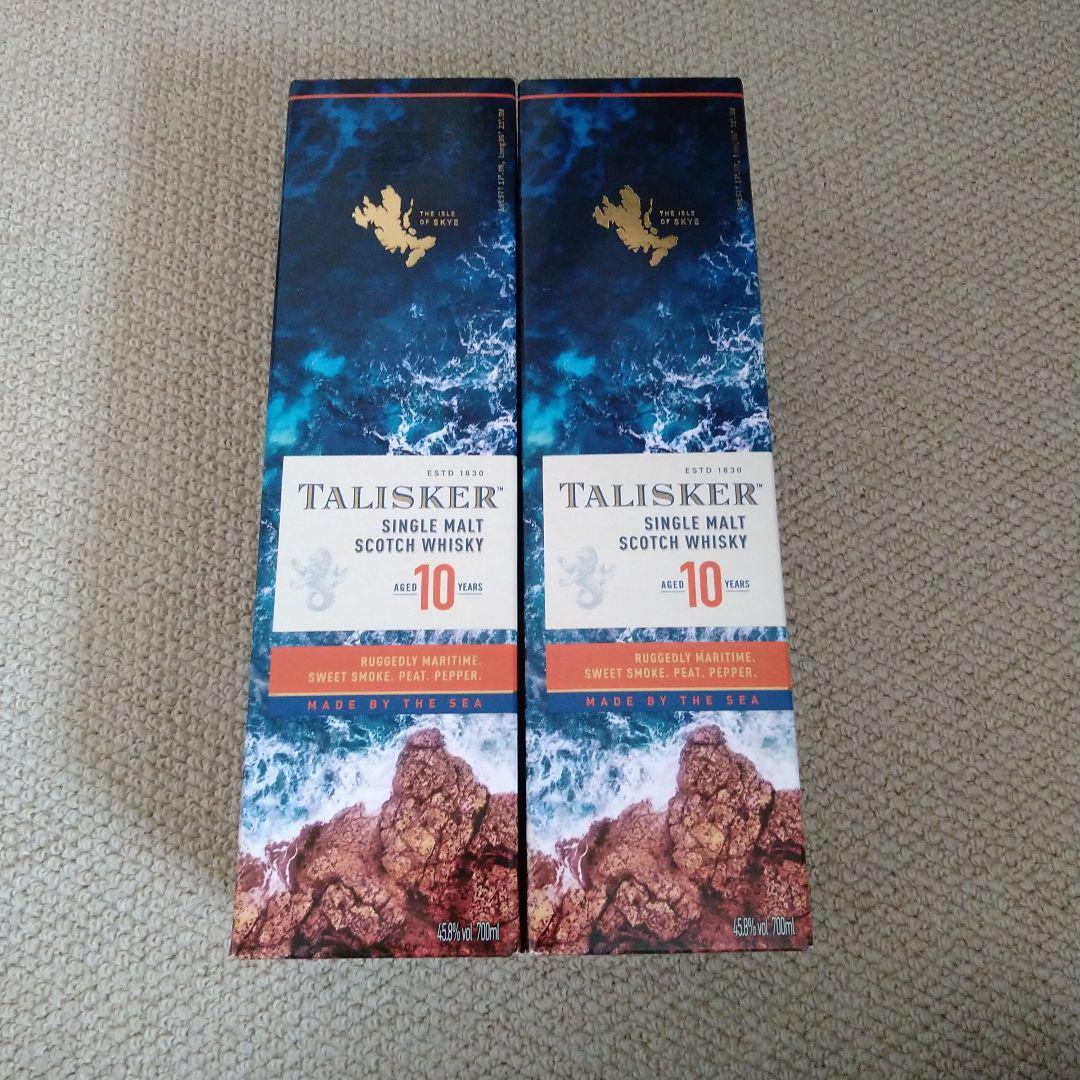 THE ISLE
OF SKYE
ESTD 1830
TALISKER™
SINGLE MALT
SCOTCH WHISKY
AGED 10 YEARS
RUGGEDLY MARITIME.
SWEET SMOKE. PEAT. PEPPER.
MADE BY THE SEA
45.8% vol 700ml
THE ISLE
OF SKYE
ESTD 1830
TALISKER™
SINGLE MALT
SCOTCH WHISKY
AGED 10 YEARS
RUGGEDLY MARITIME.
SWEET SMOKE. PEAT. PEPPER.
MADE BY THE SEA
45.8% vol 700ml